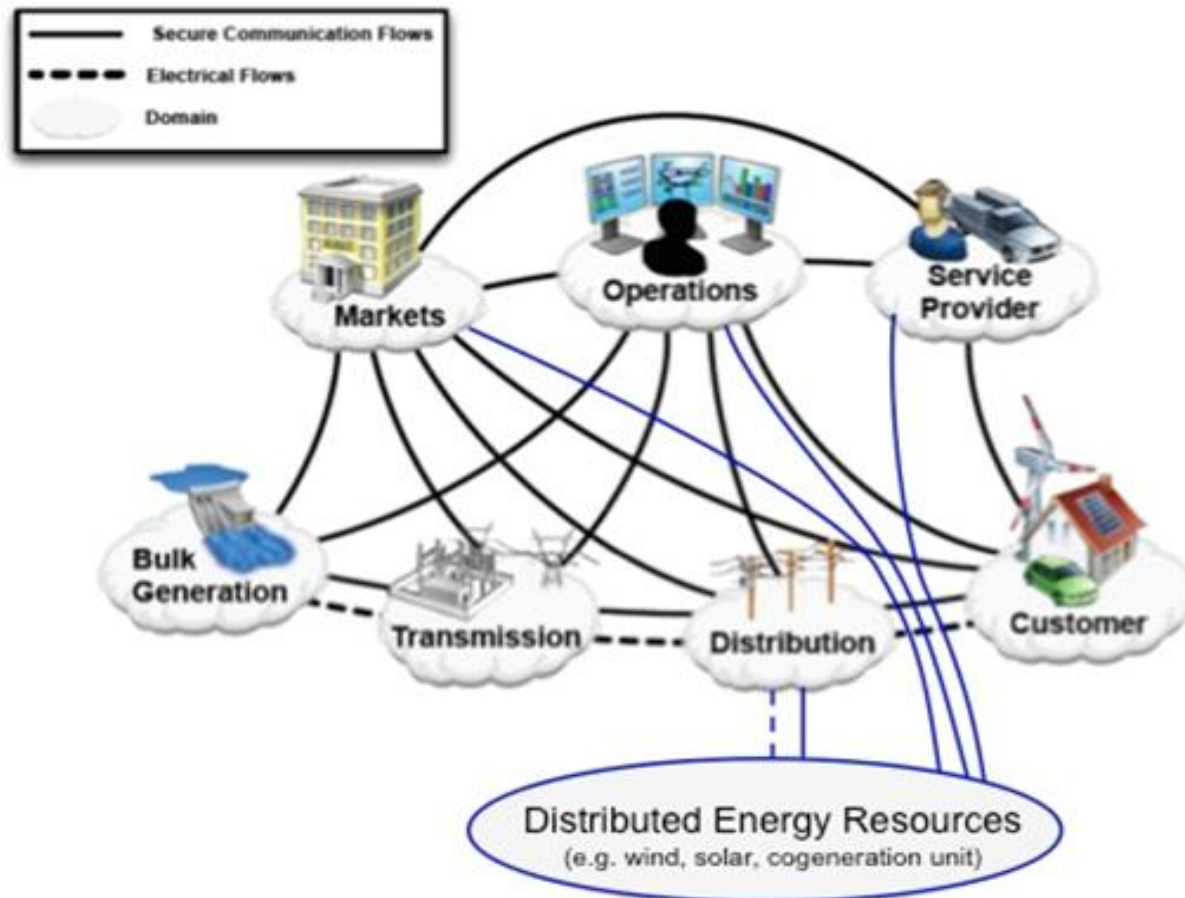 Secure Communication Flows
Electrical Flows
Domain
Markets
Operations
Service
Provider
Bulk
Generation
Transmission
Distribution
Customer
Distributed Energy Resources
(e.g. wind, solar, cogeneration unit)